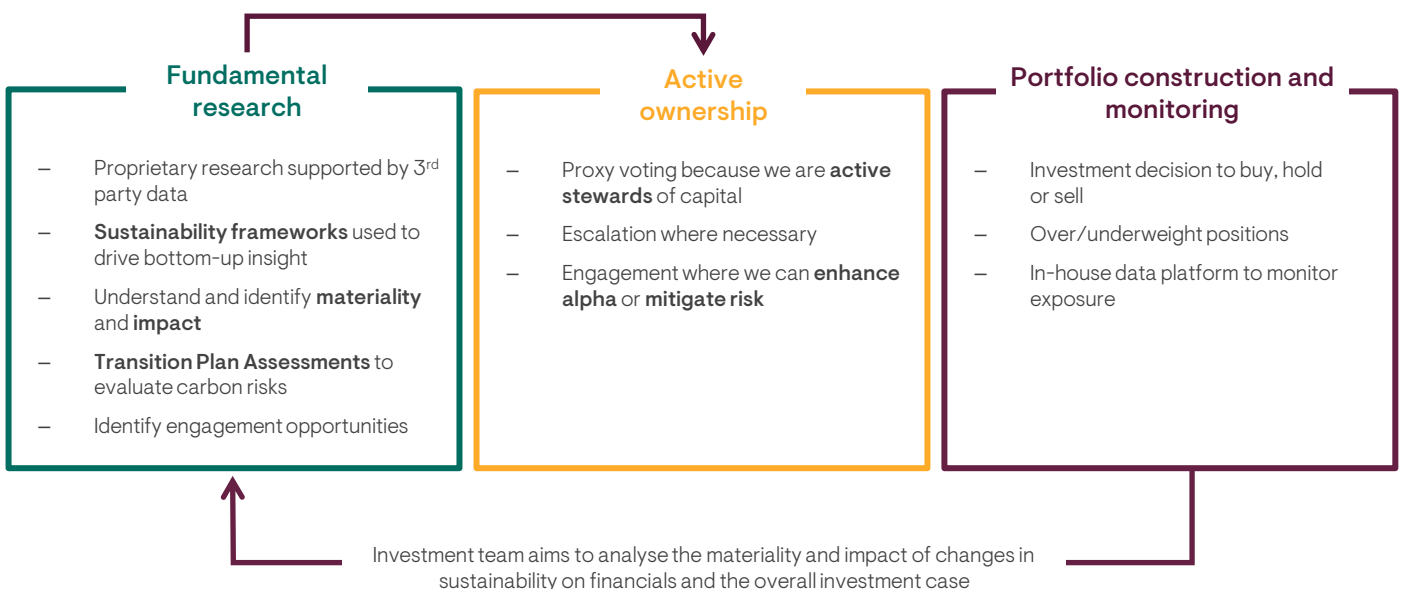 Fundamental
research
– Proprietary research supported by 3rd
party data
– Sustainability frameworks used to
drive bottom-up insight
– Understand and identify materiality
and impact
– Transition Plan Assessments to
evaluate carbon risks
– Identify engagement opportunities
Active
ownership
– Proxy voting because we are active
stewards of capital
– Escalation where necessary
– Engagement where we can enhance
alpha or mitigate risk
Portfolio construction and
monitoring
– Investment decision to buy, hold
or sell
– Over/underweight positions
– In-house data platform to monitor
exposure
Investment team aims to analyse the materiality and impact of changes in
sustainability on financials and the overall investment case